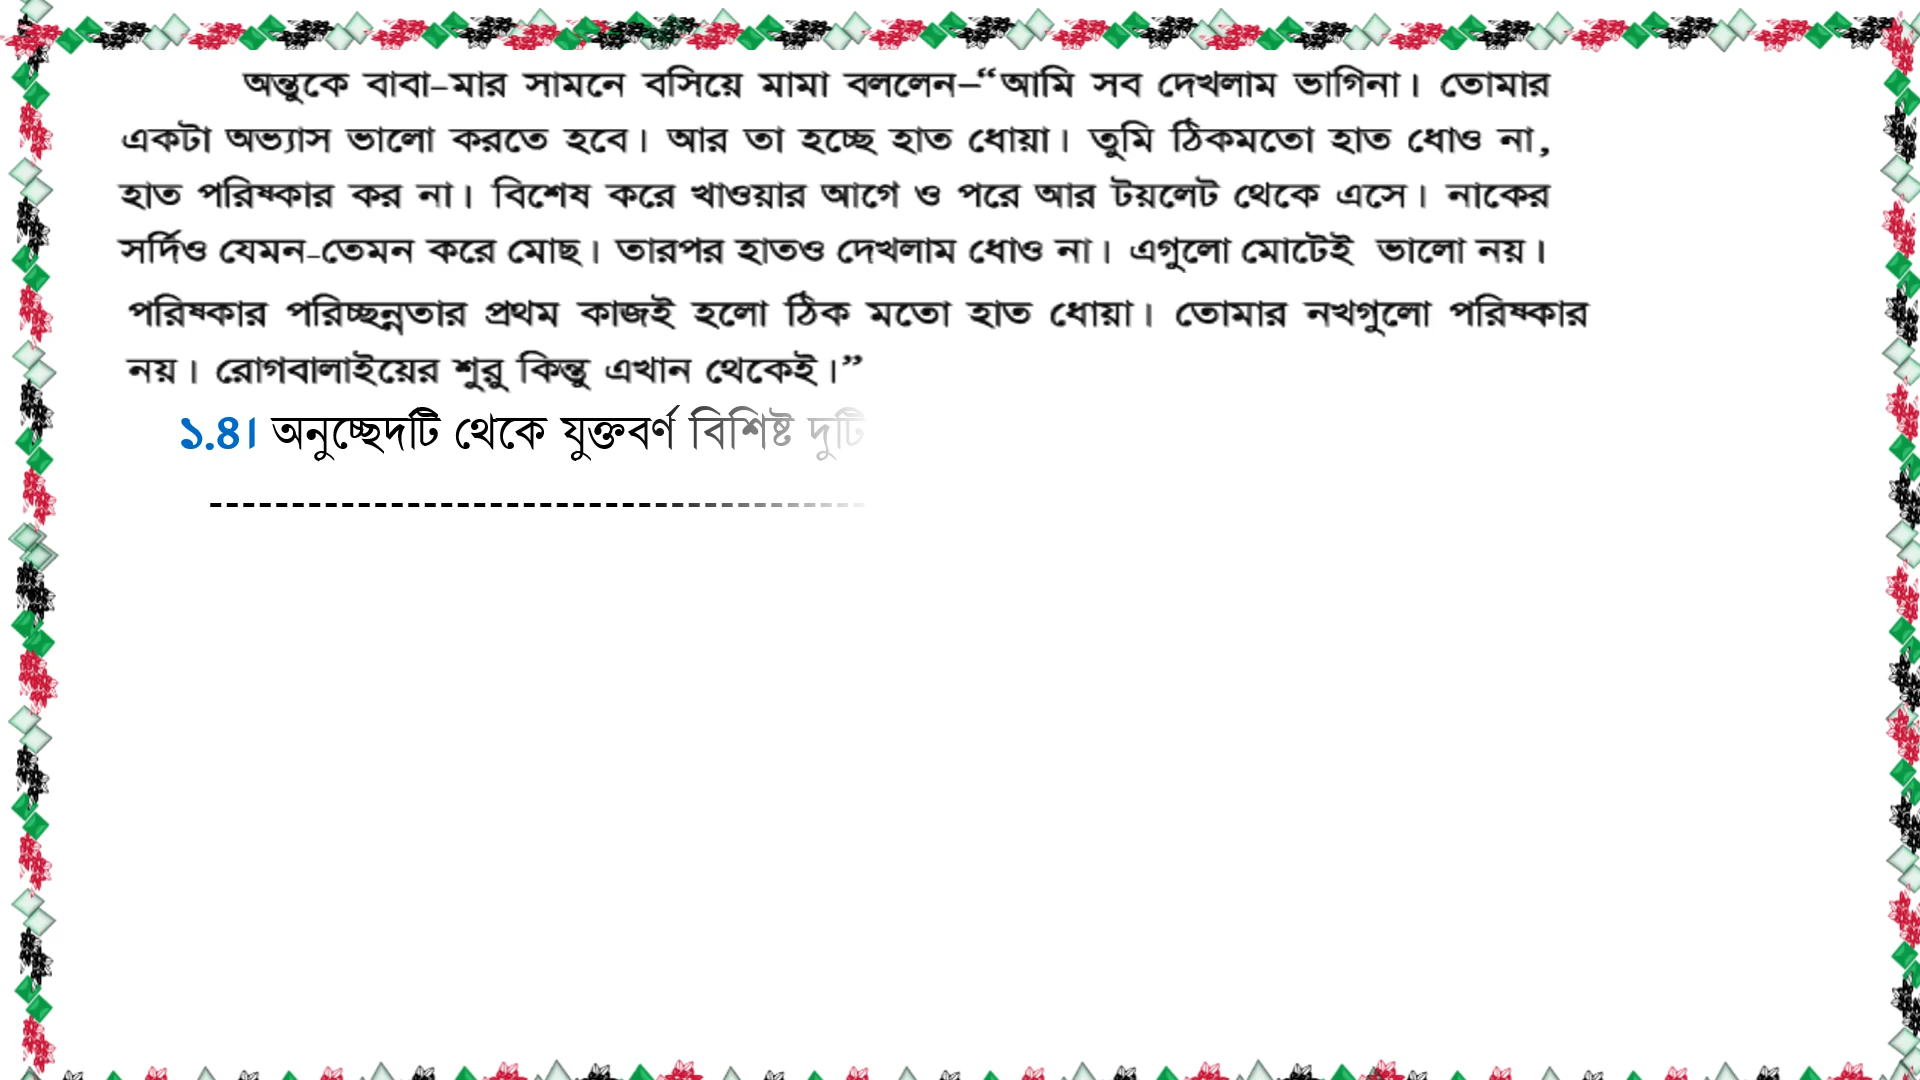 অন্তুকে বাবা-মার সামনে বসিয়ে মামা বললেন–“আমি সব দেখলাম ভাগিনা। তোমার
একটা অভ্যাস ভালো করতে হবে। আর তা হচ্ছে হাত ধোয়া। তুমি ঠিকমতো হাত ধোও না,
হাত পরিষ্কার কর না। বিশেষ করে খাওয়ার আগে ও পরে আর টয়লেট থেকে এসে। নাকের
সর্দিও যেমন-তেমন করে মোছ। তারপর হাতও দেখলাম ধোও না। এগুলো মোটেই ভালো নয়।
পরিষ্কার পরিচ্ছন্নতার প্রথম কাজই হলো ঠিক মতো হাত ধোয়া। তোমার নখগুলো পরিষ্কার
নয়। রোগবালাইয়ের শুরু কিন্তু এখান থেকেই।”
১.৪। অনুচ্ছেদটি থেকে যুক্তবর্ণ বিশিষ্ট দুটি
----------------------------------------